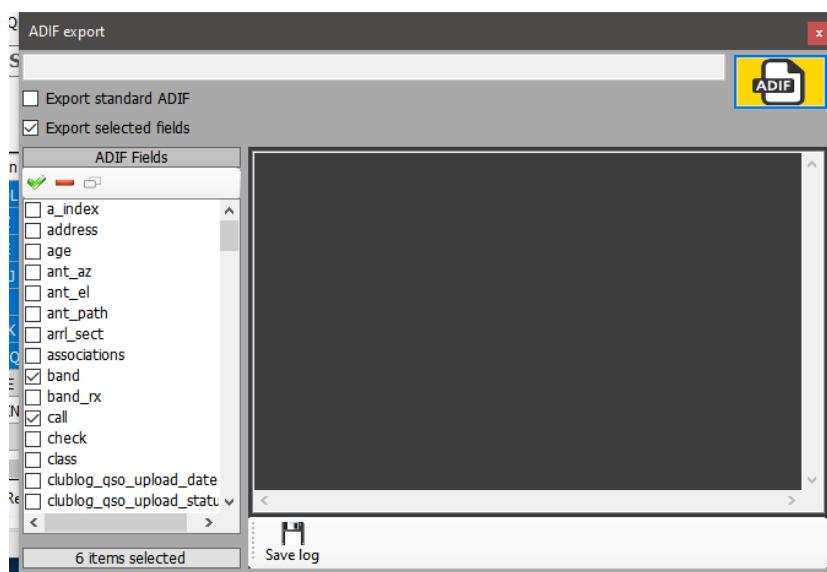 ADIF export
x
ADIF
Export standard ADIF
Export selected fields
ADIF Fields
a_index
address
age
ant_az
ant_el
ant_path
arrl_sect
associations
band
band_rx
call
check
class
clublog_qso_upload_date
clublog_qso_upload_statu
6 items selected
Save log